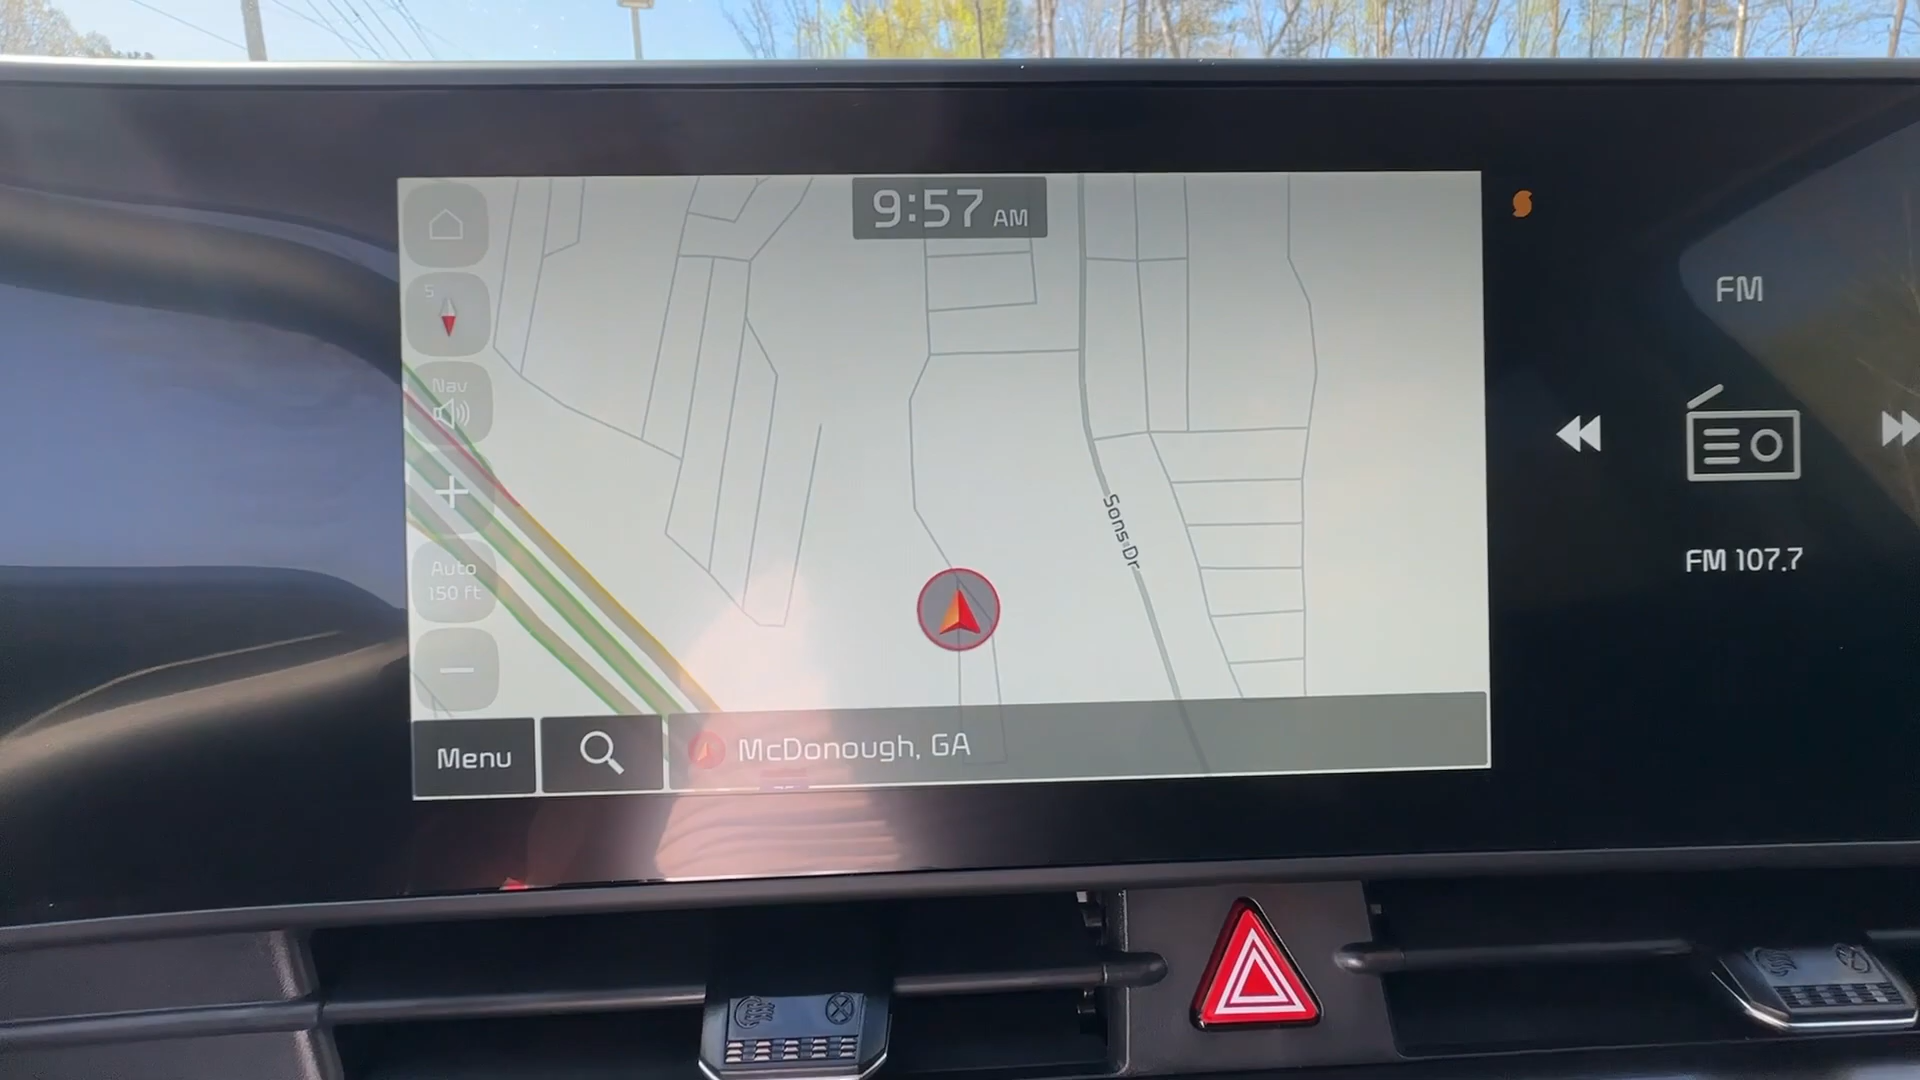 9:57 AM
S
Nav
Auto
150 ft
Sons Dr
Menu
McDonough, GA
FM
FM 107.7